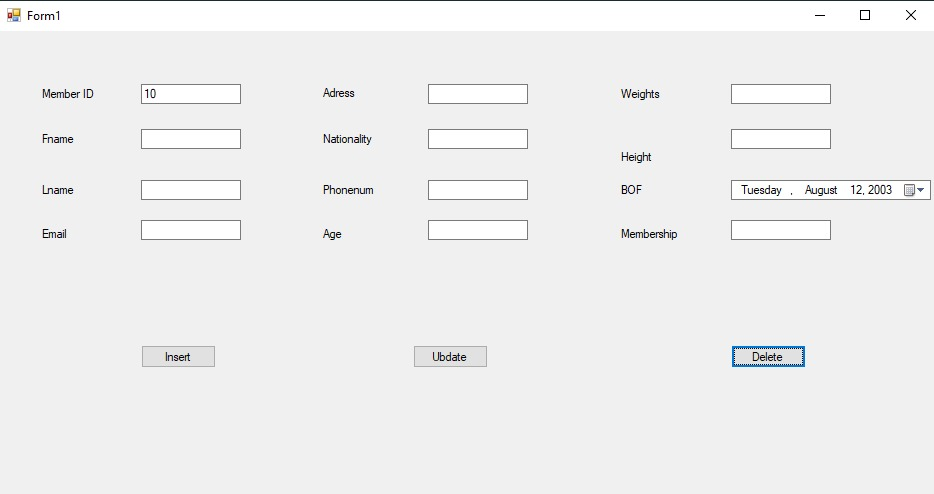 Form1
Member ID 10 Adress Weights
Fname Nationality
Height
Lname Phonenum BOF Tuesday , August 12, 2003
Email Age Membership
Insert Ubdate Delete